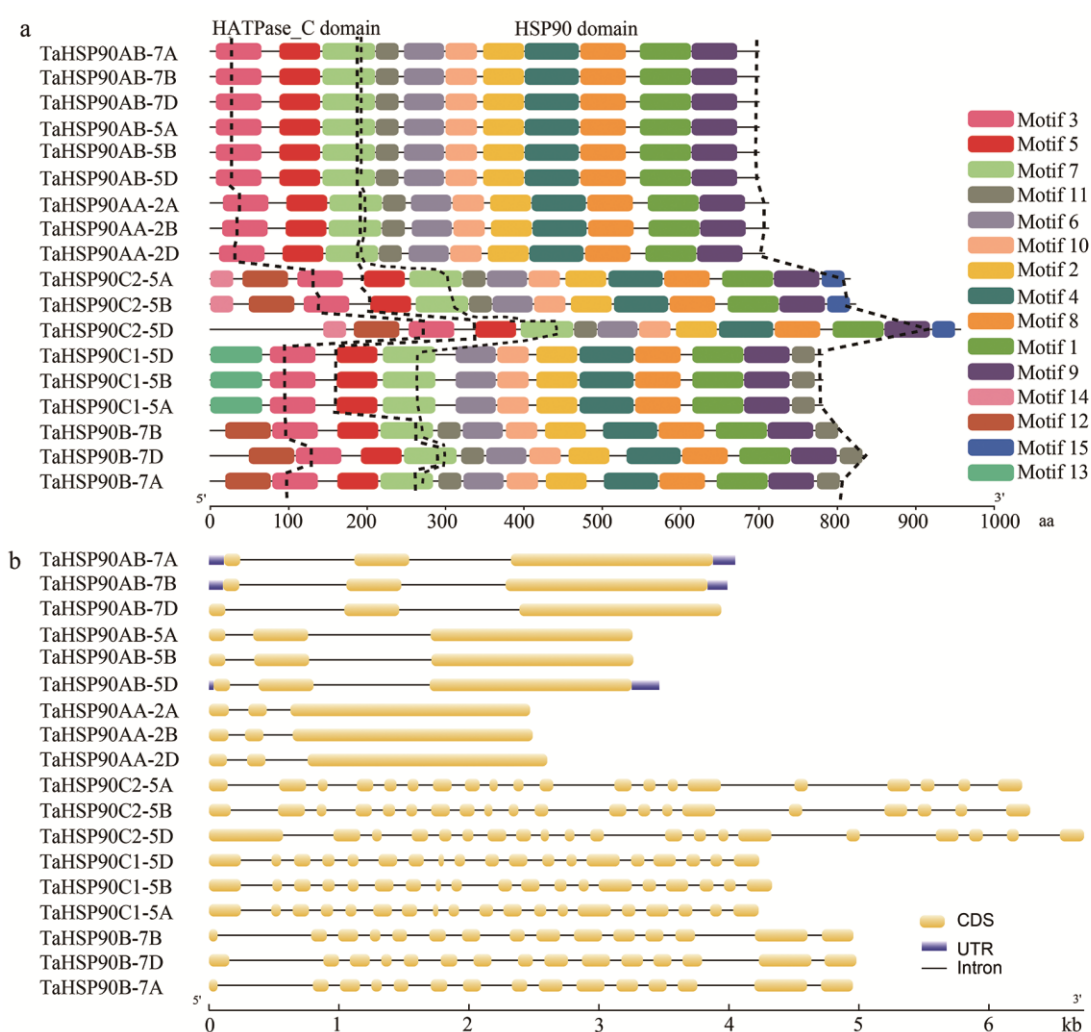 a
HATPase_C domain HSP90 domain
TaHSP90AB-7A
TaHSP90AB-7B
TaHSP90AB-7D
TaHSP90AB-5A
TaHSP90AB-5B
TaHSP90AB-5D
TaHSP90AA-2A
TaHSP90AA-2B
TaHSP90AA-2D
TaHSP90C2-5A
TaHSP90C2-5B
TaHSP90C2-5D
TaHSP90C1-5D
TaHSP90C1-5B
TaHSP90C1-5A
TaHSP90B-7B
TaHSP90B-7D
TaHSP90B-7A
Motif 3
Motif 5
Motif 7
Motif 11
Motif 6
Motif 10
Motif 2
Motif 4
Motif 8
Motif 1
Motif 9
Motif 14
Motif 12
Motif 15
Motif 13
5' 3'
0 100 200 300 400 500 600 700 800 900 1000 aa
b
TaHSP90AB-7A
TaHSP90AB-7B
TaHSP90AB-7D
TaHSP90AB-5A
TaHSP90AB-5B
TaHSP90AB-5D
TaHSP90AA-2A
TaHSP90AA-2B
TaHSP90AA-2D
TaHSP90C2-5A
TaHSP90C2-5B
TaHSP90C2-5D
TaHSP90C1-5D
TaHSP90C1-5B
TaHSP90C1-5A
TaHSP90B-7B
TaHSP90B-7D
TaHSP90B-7A
CDS
UTR
Intron
5' 3'
0 1 2 3 4 5 6 kb